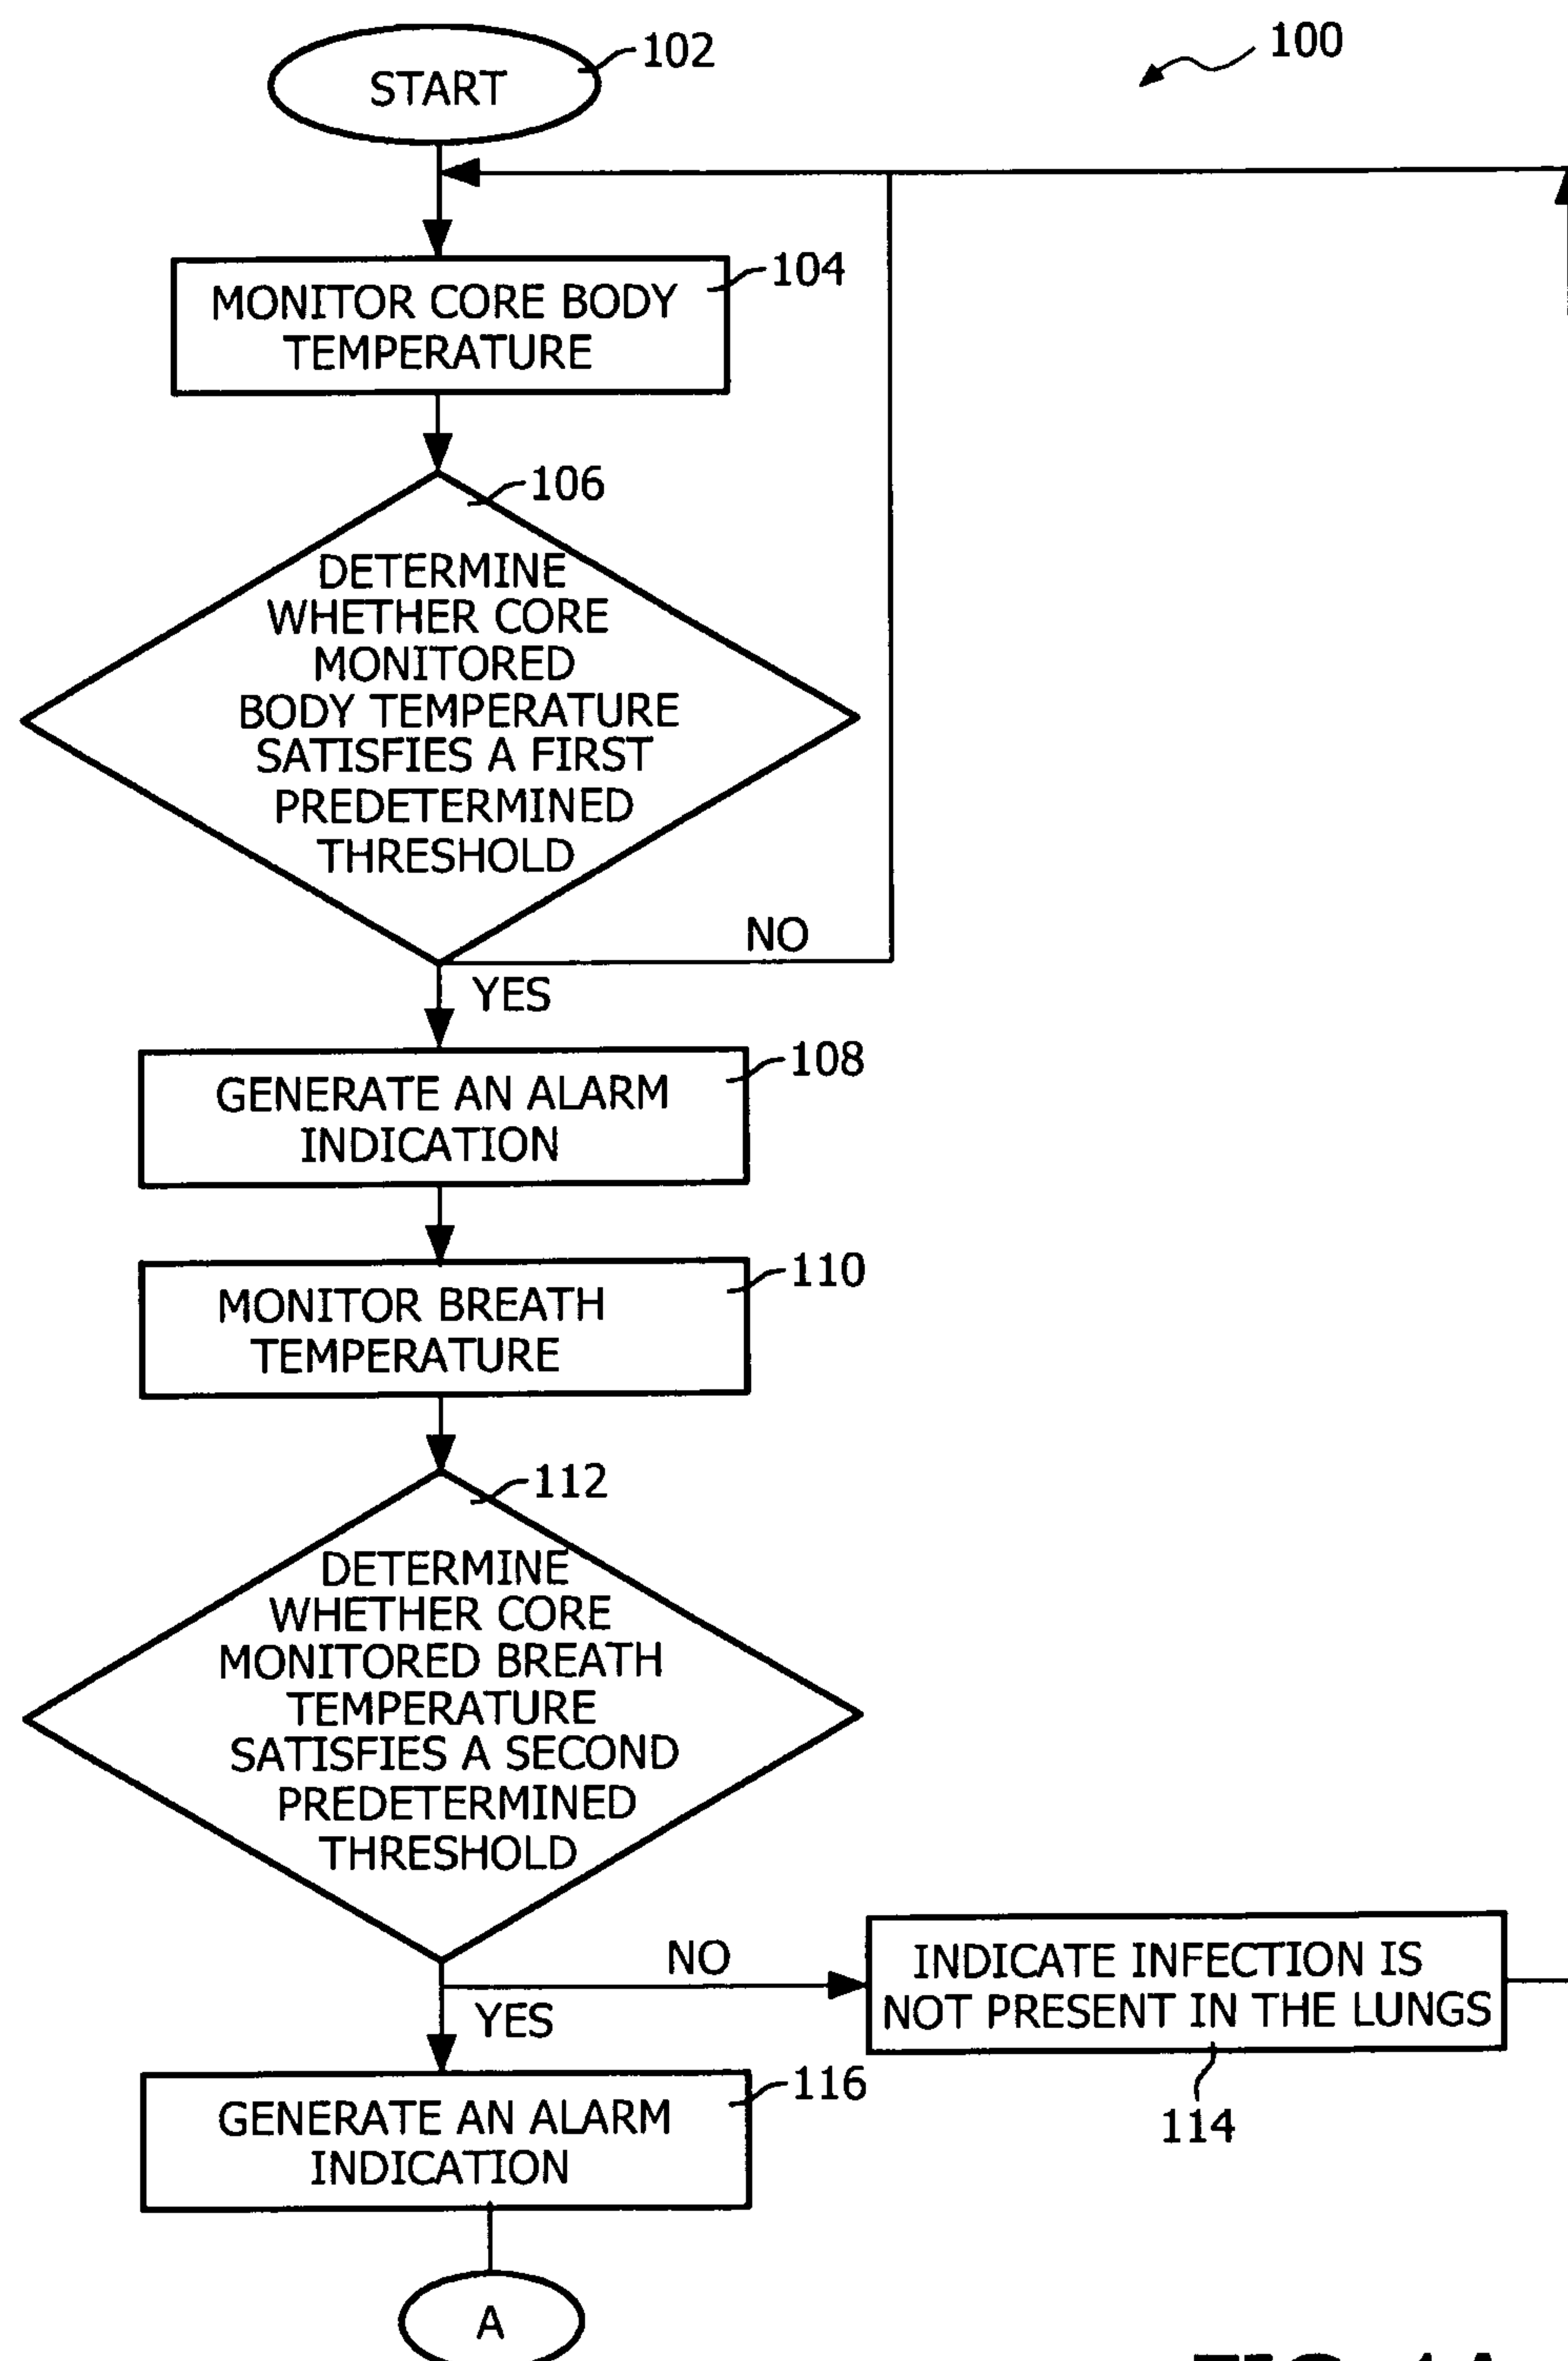 START
102
100
MONITOR CORE BODY
TEMPERATURE
104
106
DETERMINE
WHETHER CORE
MONITORED
BODY TEMPERATURE
SATISFIES A FIRST
PREDETERMINED
THRESHOLD
NO
YES
GENERATE AN ALARM
INDICATION
108
MONITOR BREATH
TEMPERATURE
110
112
DETERMINE
WHETHER CORE
MONITORED BREATH
TEMPERATURE
SATISFIES A SECOND
PREDETERMINED
THRESHOLD
NO
YES
INDICATE INFECTION IS
NOT PRESENT IN THE LUNGS
114
GENERATE AN ALARM
INDICATION
116
A